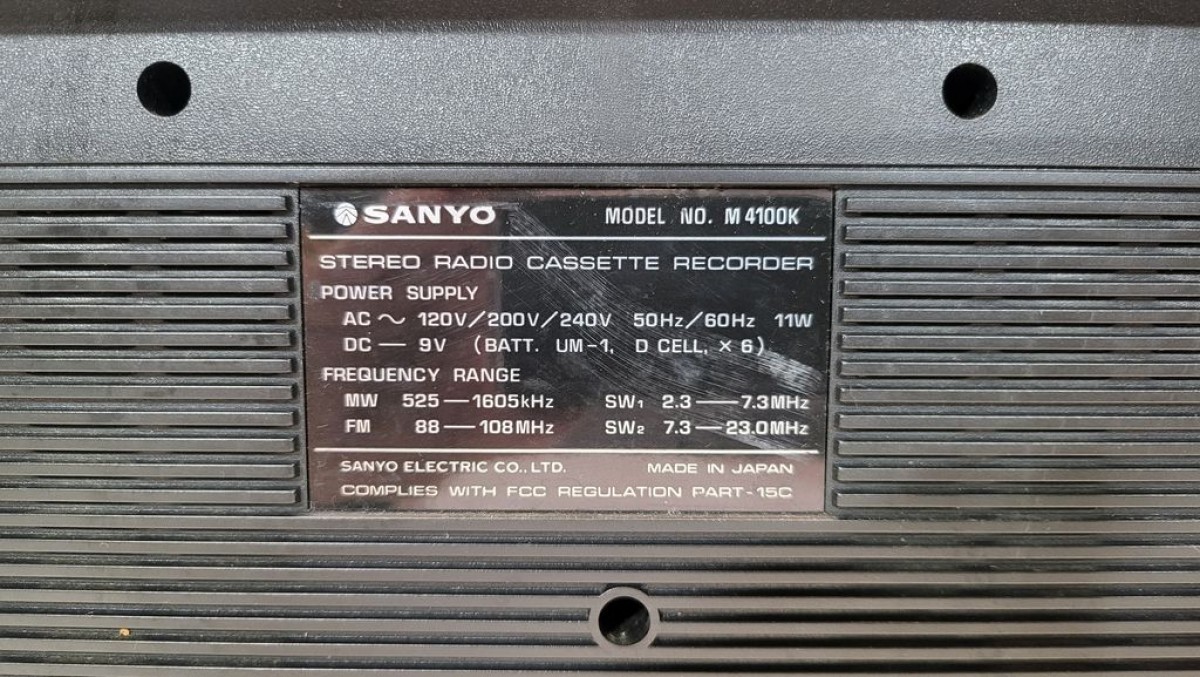 SANYO MODEL NO. M4100K
STEREO RADIO CASSETTE RECORDER
POWER SUPPLY
AC ~ 120V/200V/240V 50Hz/60Hz 11W
DC — 9V (BATT. UM-1, D CELL, × 6)
FREQUENCY RANGE
MW 525—1605kHz SW₁ 2.3—7.3MHz
FM 88—108MHz SW₂ 7.3—23.0MHz
SANYO ELECTRIC CO., LTD. MADE IN JAPAN
COMPLIES WITH FCC REGULATION PART-15C